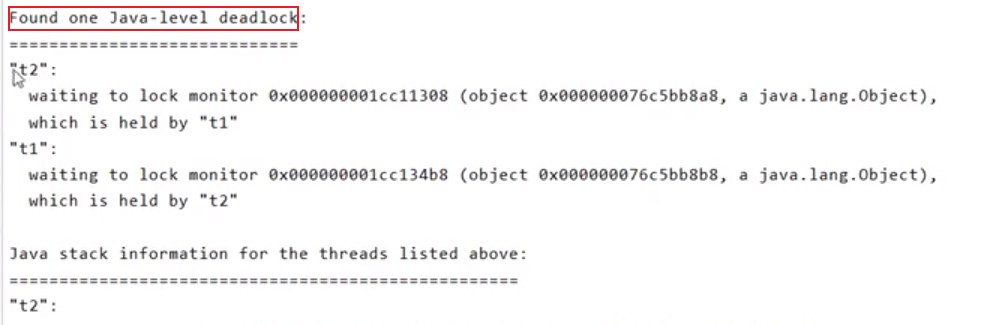 Found one Java-level deadlock:
=============================
"t2":
  waiting to lock monitor 0x000000001cc11308 (object 0x000000076c5bb8a8, a java.lang.Object),
  which is held by "t1"
"t1":
  waiting to lock monitor 0x000000001cc134b8 (object 0x000000076c5bb8b8, a java.lang.Object),
  which is held by "t2"
Java stack information for the threads listed above:
===================================================
"t2":